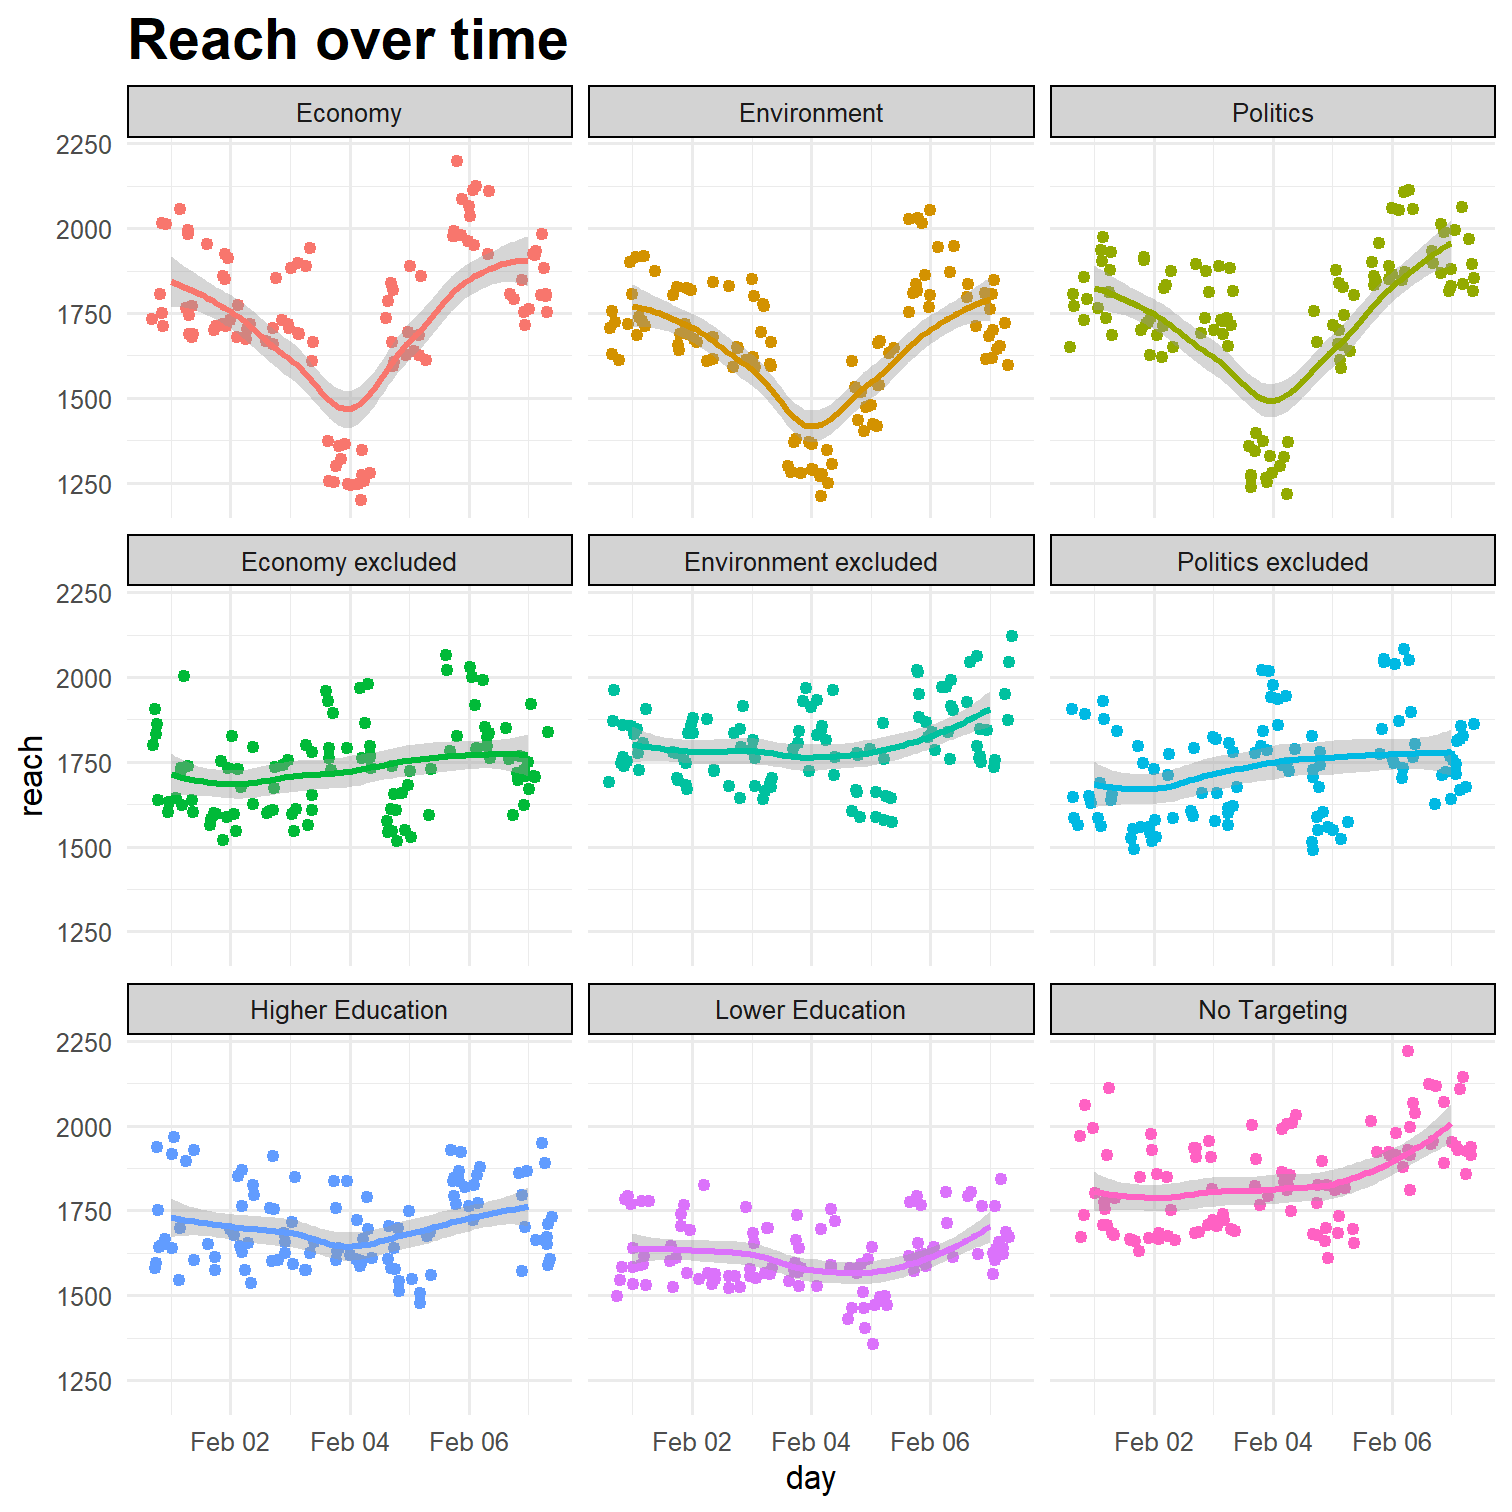 Reach over time
Economy
Environment
Politics
2250
2000
1750
1500
1250
Economy excluded
Environment excluded
Politics excluded
2250
2000
1750
1500
1250
reach
Higher Education
Lower Education
No Targeting
2250
2000
1750
1500
1250
Feb 02
Feb 04
Feb 06
Feb 02
Feb 04
Feb 06
Feb 02
Feb 04
Feb 06
day